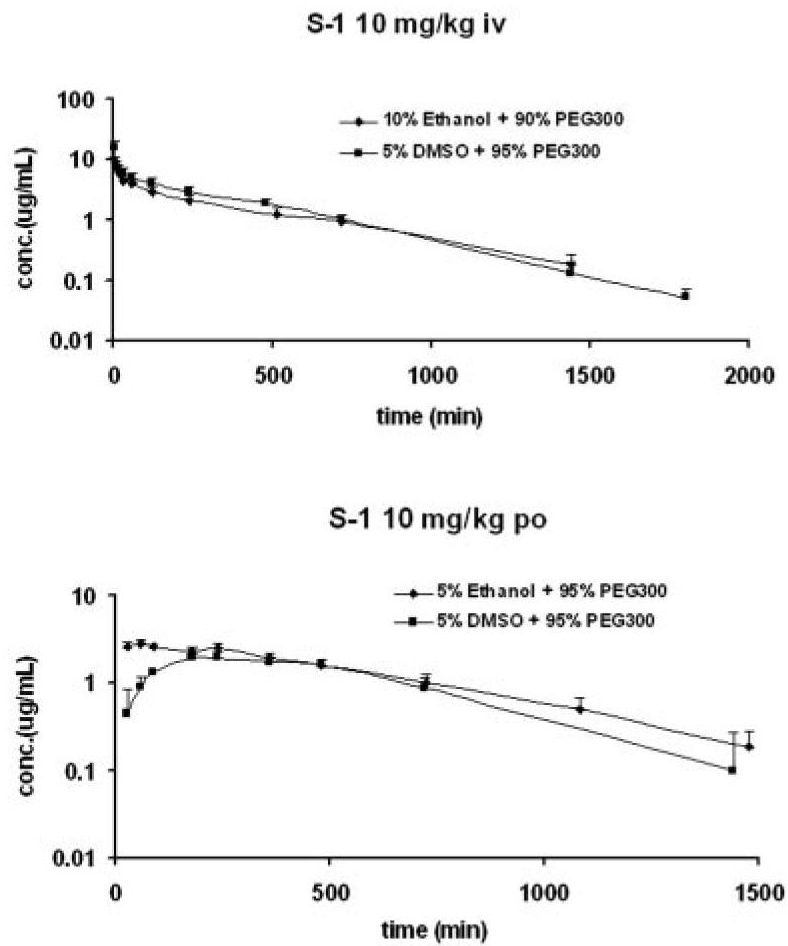 S-1 10 mg/kg iv
100
10% Ethanol + 90% PEG300
5% DMSO + 95% PEG300
10
1
0.1
0.01
conc.(ug/mL)
0 500 1000 1500 2000
time (min)
S-1 10 mg/kg po
10
5% Ethanol + 95% PEG300
5% DMSO + 95% PEG300
1
0.1
0.01
conc.(ug/mL)
0 500 1000 1500
time (min)